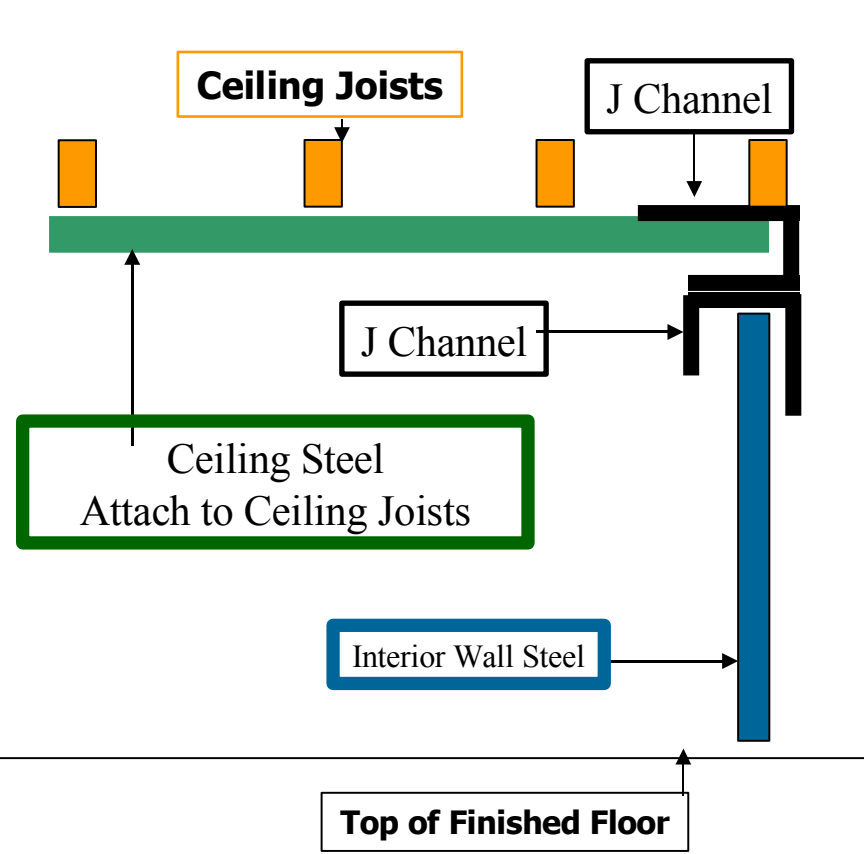 Ceiling Joists
J Channel
J Channel
Ceiling Steel
Attach to Ceiling Joists
Interior Wall Steel
Top of Finished Floor